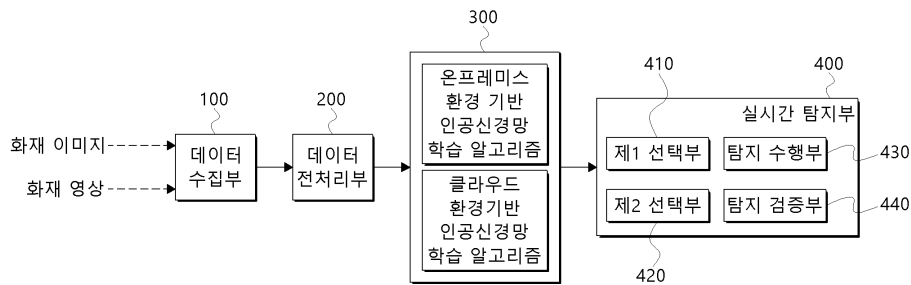 300
온프레미스
환경 기반
인공신경망
학습 알고리즘
클라우드
환경기반
인공신경망
학습 알고리즘
100
200
화재 이미지
화재 영상
데이터
수집부
데이터
전처리부
410
400
실시간 탐지부
제1 선택부
탐지 수행부
430
제2 선택부
탐지 검증부
440
420